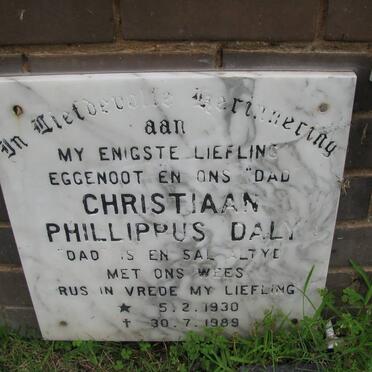 In Liefdevolle Herinnering
aan
MY ENIGSTE LIEFLING
EGGENOOT EN ONS "DAD"
CHRISTIAAN
PHILLIPPUS DALY
"DAD" IS EN SAL ALTYD
MET ONS WEES
RUS IN VREDE MY LIEFLING
★ 5.2.1930
✝ 30.7.1989